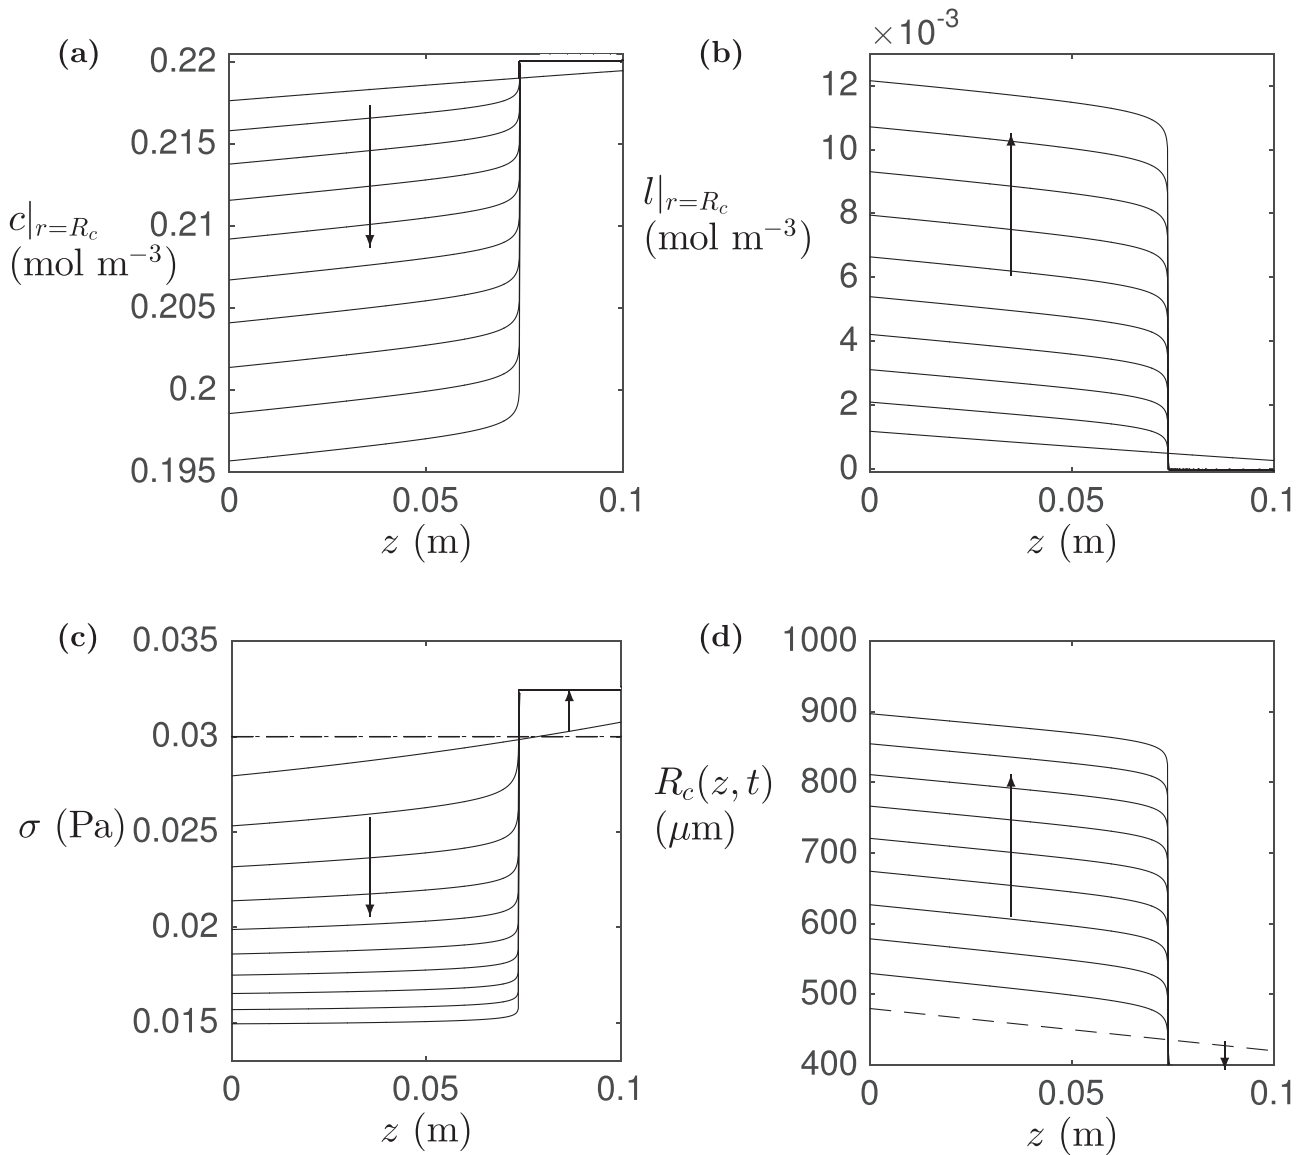 (a)
0.22
0.215
0.21
0.205
0.2
0.195
c|r=Rc
(mol m−3)
0
0.05
0.1
z (m)
(b)
×10-3
12
10
8
6
4
2
0
l|r=Rc
(mol m−3)
0
0.05
0.1
z (m)
(c)
0.035
0.03
0.025
0.02
0.015
σ (Pa)
0
0.05
0.1
z (m)
(d)
1000
900
800
700
600
500
400
Rc(z, t)
(μm)
0
0.05
0.1
z (m)